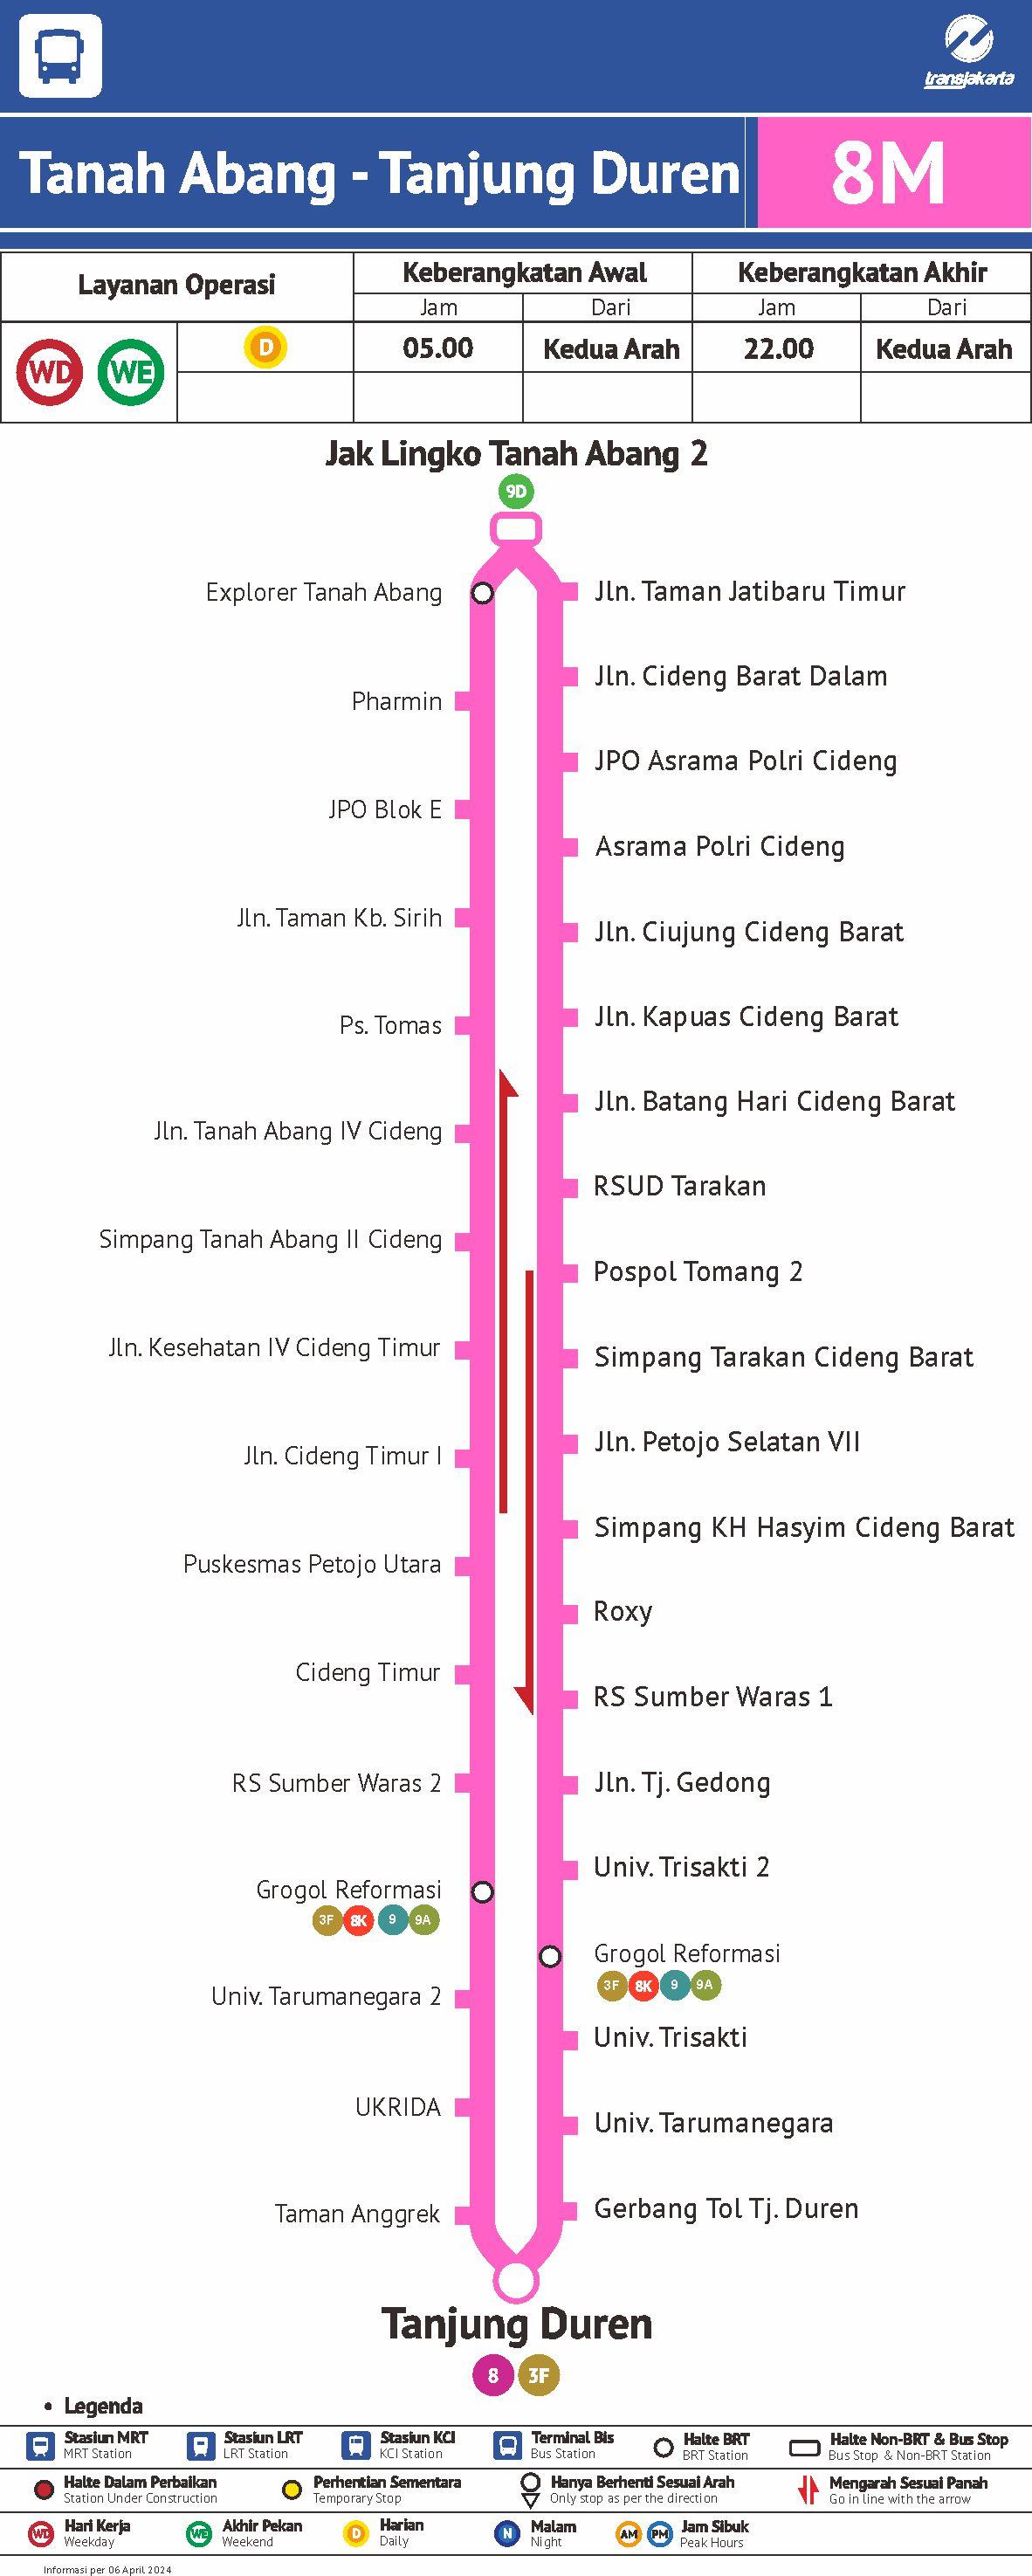 transjakarta
Tanah Abang - Tanjung Duren
8M
Layanan Operasi
Keberangkatan Awal
Keberangkatan Akhir
Jam
Dari
Jam
Dari
WD
WE
D
05.00
Kedua Arah
22.00
Kedua Arah
Jak Lingko Tanah Abang 2
9D
Explorer Tanah Abang
Pharmin
JPO Blok E
Jln. Taman Kb. Sirih
Ps. Tomas
Jln. Tanah Abang IV Cideng
Simpang Tanah Abang II Cideng
Jln. Kesehatan IV Cideng Timur
Jln. Cideng Timur I
Puskesmas Petojo Utara
Cideng Timur
RS Sumber Waras 2
Grogol Reformasi
3F 8K 9 9A
Univ. Tarumanegara 2
UKRIDA
Taman Anggrek
Jln. Taman Jatibaru Timur
Jln. Cideng Barat Dalam
JPO Asrama Polri Cideng
Asrama Polri Cideng
Jln. Ciujung Cideng Barat
Jln. Kapuas Cideng Barat
Jln. Batang Hari Cideng Barat
RSUD Tarakan
Pospol Tomang 2
Simpang Tarakan Cideng Barat
Jln. Petojo Selatan VII
Simpang KH Hasyim Cideng Barat
Roxy
RS Sumber Waras 1
Jln. Tj. Gedong
Univ. Trisakti 2
Grogol Reformasi
3F 8K 9 9A
Univ. Trisakti
Univ. Tarumanegara
Gerbang Tol Tj. Duren
Tanjung Duren
8 3F
• Legenda
Stasiun MRT
MRT Station
Stasiun LRT
LRT Station
Stasiun KCI
KCI Station
Terminal Bis
Bus Station
Halte BRT
BRT Station
Halte Non-BRT & Bus Stop
Bus Stop & Non-BRT Station
Halte Dalam Perbaikan
Station Under Construction
Perhentian Sementara
Temporary Stop
Hanya Berhenti Sesuai Arah
Only stop as per the direction
Mengarah Sesuai Panah
Go in line with the arrow
WD
Hari Kerja
Weekday
WE
Akhir Pekan
Weekend
D
Harian
Daily
N
Malam
Night
AM PM
Jam Sibuk
Peak Hours
Informasi per 06 April 2024